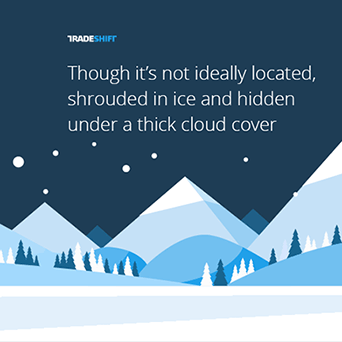 TRADESHIFT
Though it’s not ideally located,
shrouded in ice and hidden
under a thick cloud cover